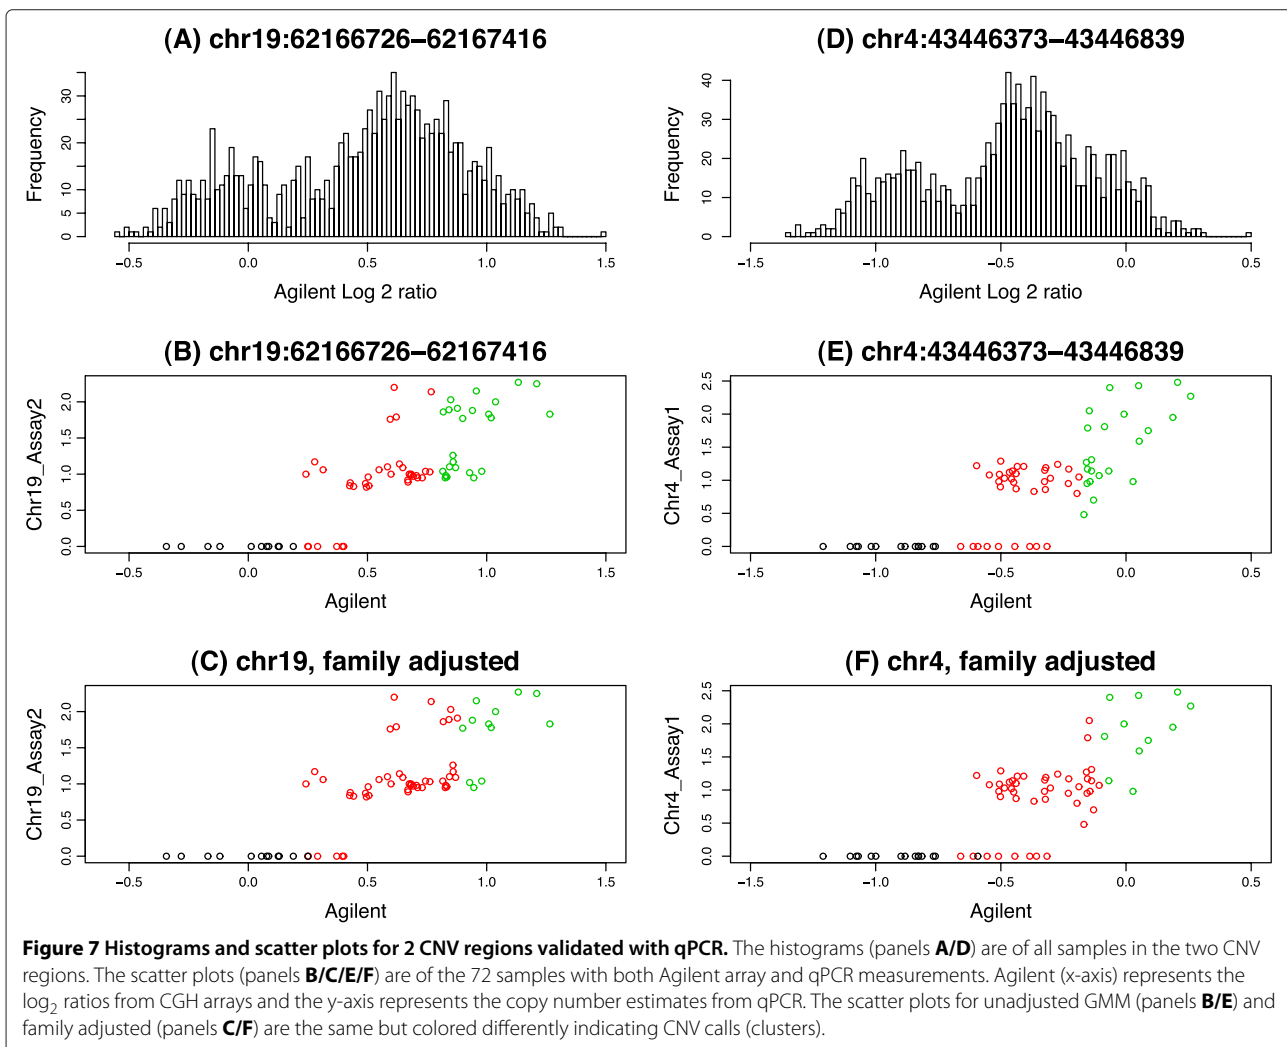 (A) chr19:62166726–62167416
Frequency
0 5 10 20 30
−0.5 0.0 0.5 1.0 1.5
Agilent Log 2 ratio
(D) chr4:43446373–43446839
Frequency
0 10 20 30 40
−1.5 −1.0 −0.5 0.0 0.5
Agilent Log 2 ratio
(B) chr19:62166726–62167416
Chr19_Assay2
0.0 0.5 1.0 1.5 2.0
−0.5 0.0 0.5 1.0 1.5
Agilent
(E) chr4:43446373–43446839
Chr4_Assay1
0.0 0.5 1.0 1.5 2.0 2.5
−1.5 −1.0 −0.5 0.0 0.5
Agilent
(C) chr19, family adjusted
Chr19_Assay2
0.0 0.5 1.0 1.5 2.0
−0.5 0.0 0.5 1.0 1.5
Agilent
(F) chr4, family adjusted
Chr4_Assay1
0.0 0.5 1.0 1.5 2.0 2.5
−1.5 −1.0 −0.5 0.0 0.5
Agilent
Figure 7 Histograms and scatter plots for 2 CNV regions validated with qPCR. The histograms (panels A/D) are of all samples in the two CNV
regions. The scatter plots (panels B/C/E/F) are of the 72 samples with both Agilent array and qPCR measurements. Agilent (x-axis) represents the
log2 ratios from CGH arrays and the y-axis represents the copy number estimates from qPCR. The scatter plots for unadjusted GMM (panels B/E) and
family adjusted (panels C/F) are the same but colored differently indicating CNV calls (clusters).